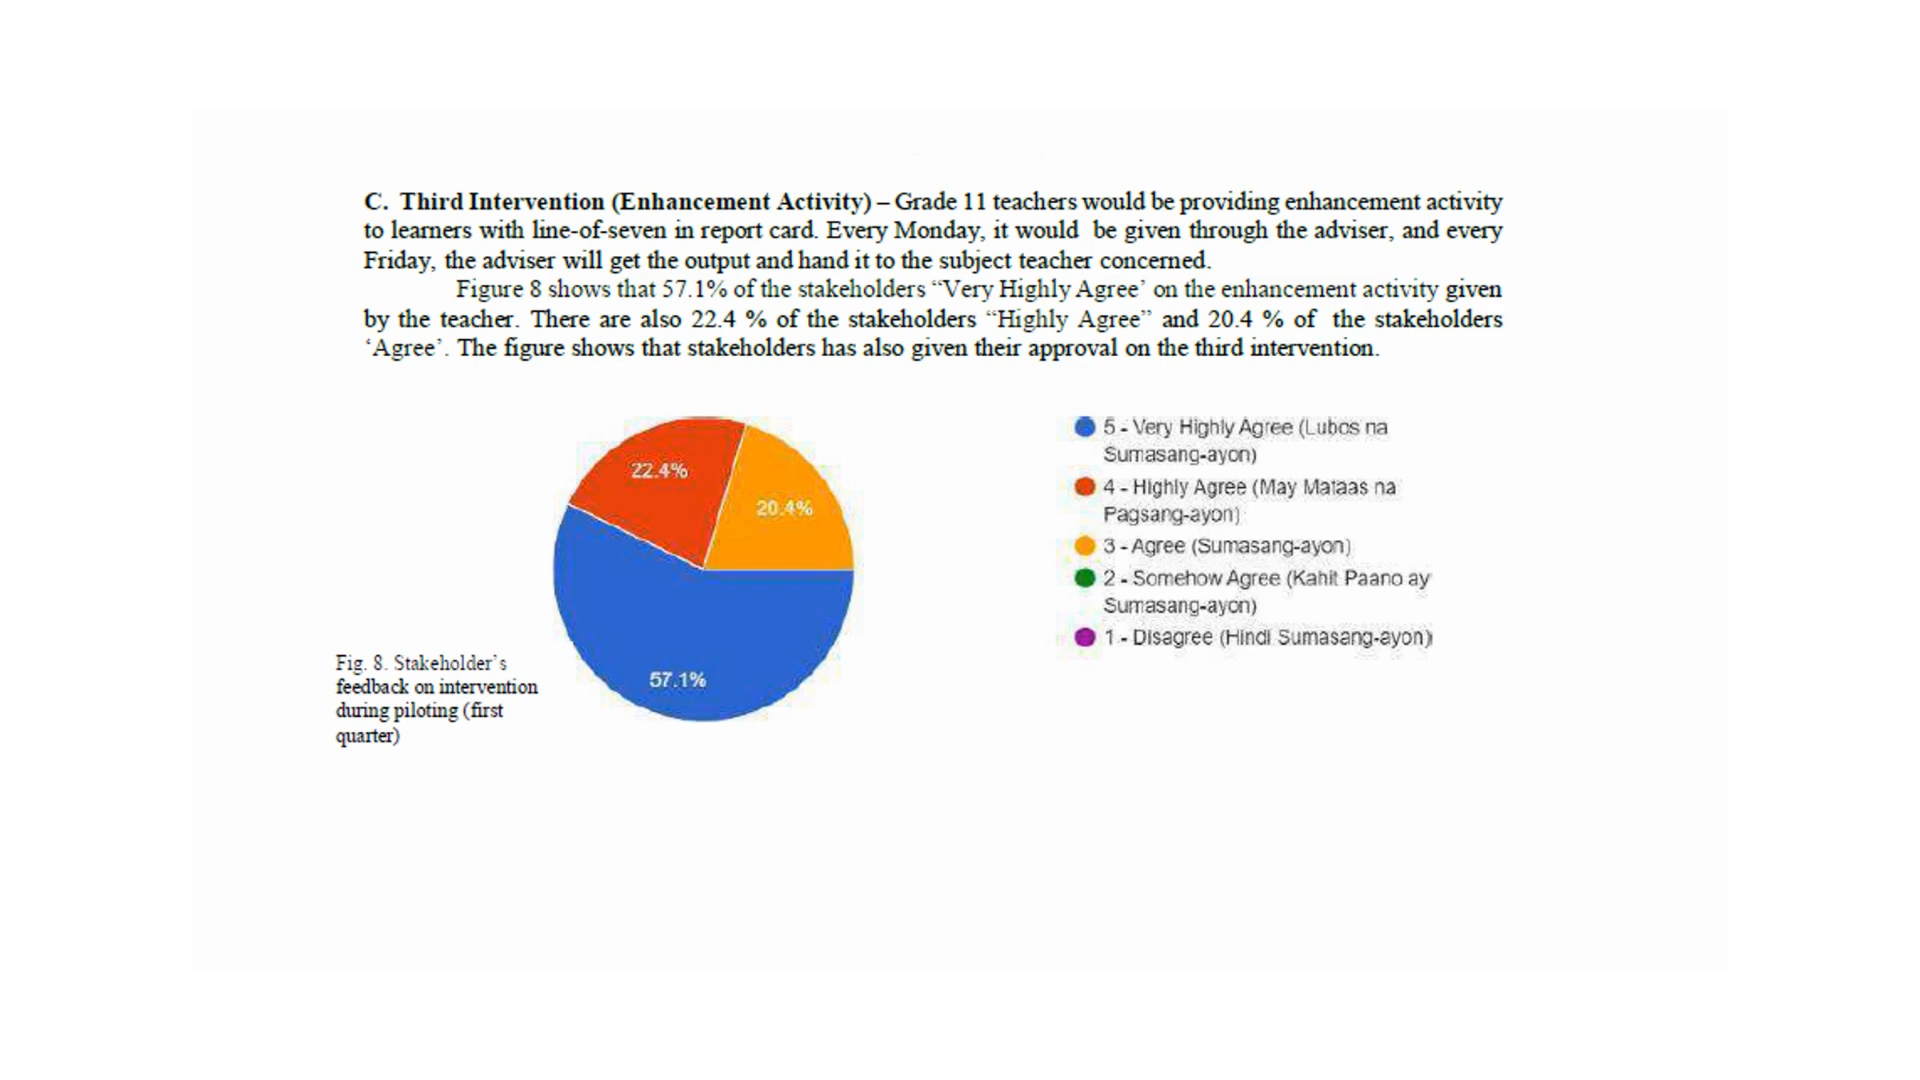 C. Third Intervention (Enhancement Activity) – Grade 11 teachers would be providing enhancement activity
to learners with line-of-seven in report card. Every Monday, it would be given through the adviser, and every
Friday, the adviser will get the output and hand it to the subject teacher concerned.
Figure 8 shows that 57.1% of the stakeholders “Very Highly Agree’ on the enhancement activity given
by the teacher. There are also 22.4 % of the stakeholders “Highly Agree” and 20.4 % of the stakeholders
‘Agree’. The figure shows that stakeholders has also given their approval on the third intervention.
22.4%
20.4%
57.1%
5 - Very Highly Agree (Lubos na
Sumasang-ayon)
4 - Highly Agree (May Mataas na
Pagsang-ayon)
3 - Agree (Sumasang-ayon)
2 - Somehow Agree (Kahit Paano ay
Sumasang-ayon)
1 - Disagree (Hindi Sumasang-ayon)
Fig. 8. Stakeholder’s
feedback on intervention
during piloting (first
quarter)